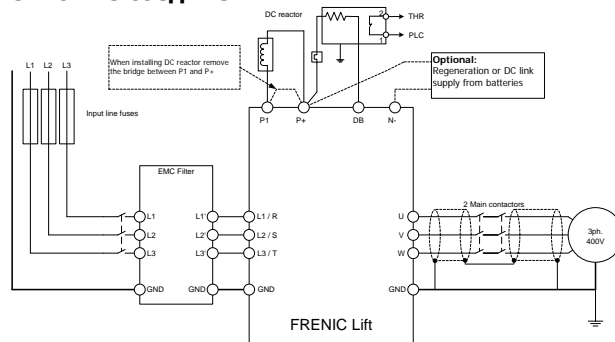 DC reactor
2
THR
PLC
1
L1 L2 L3
When installing DC reactor remove
the bridge between P1 and P+
Optional:
Regeneration or DC link
supply from batteries
Input line fuses
P1 P+ DB N-
EMC Filter
2 Main contactors
L1 L1' L1 / R U
L2 L2' L2 / S V
L3 L3' L3 / T W
3ph.
400V
GND GND GND GND
FRENIC Lift